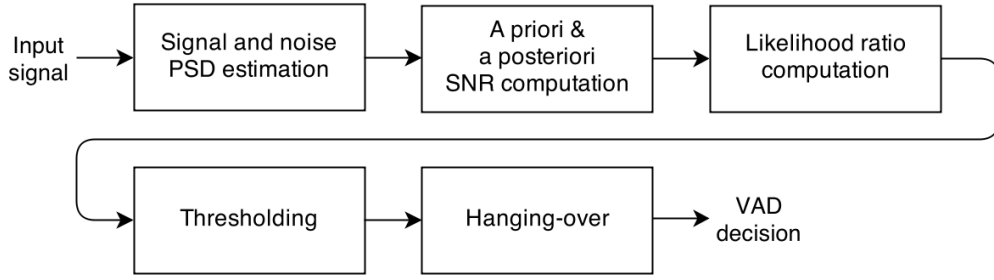 Input
signal
Signal and noise
PSD estimation
A priori &
a posteriori
SNR computation
Likelihood ratio
computation
Thresholding
Hanging-over
VAD
decision